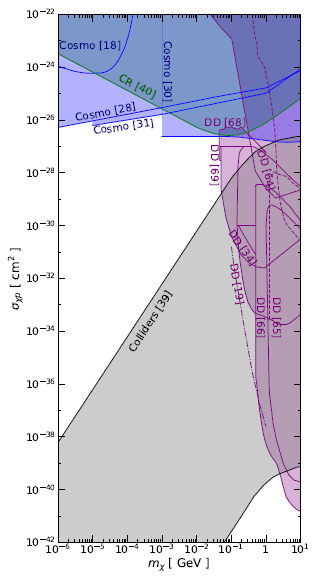 10⁻²²
10⁻²⁴
10⁻²⁶
10⁻²⁸
10⁻³⁰
10⁻³²
10⁻³⁴
10⁻³⁶
10⁻³⁸
10⁻⁴⁰
10⁻⁴²
σχp [ cm² ]
Cosmo [18]
Cosmo [30]
CR [40]
Cosmo [28]
Cosmo [31]
DD [68]
DD [69]
DD [64]
DD [34]
DD [19]
DD [66]
DD [65]
Colliders [39]
10⁻⁶ 10⁻⁵ 10⁻⁴ 10⁻³ 10⁻² 10⁻¹ 1 10¹
mχ [ GeV ]